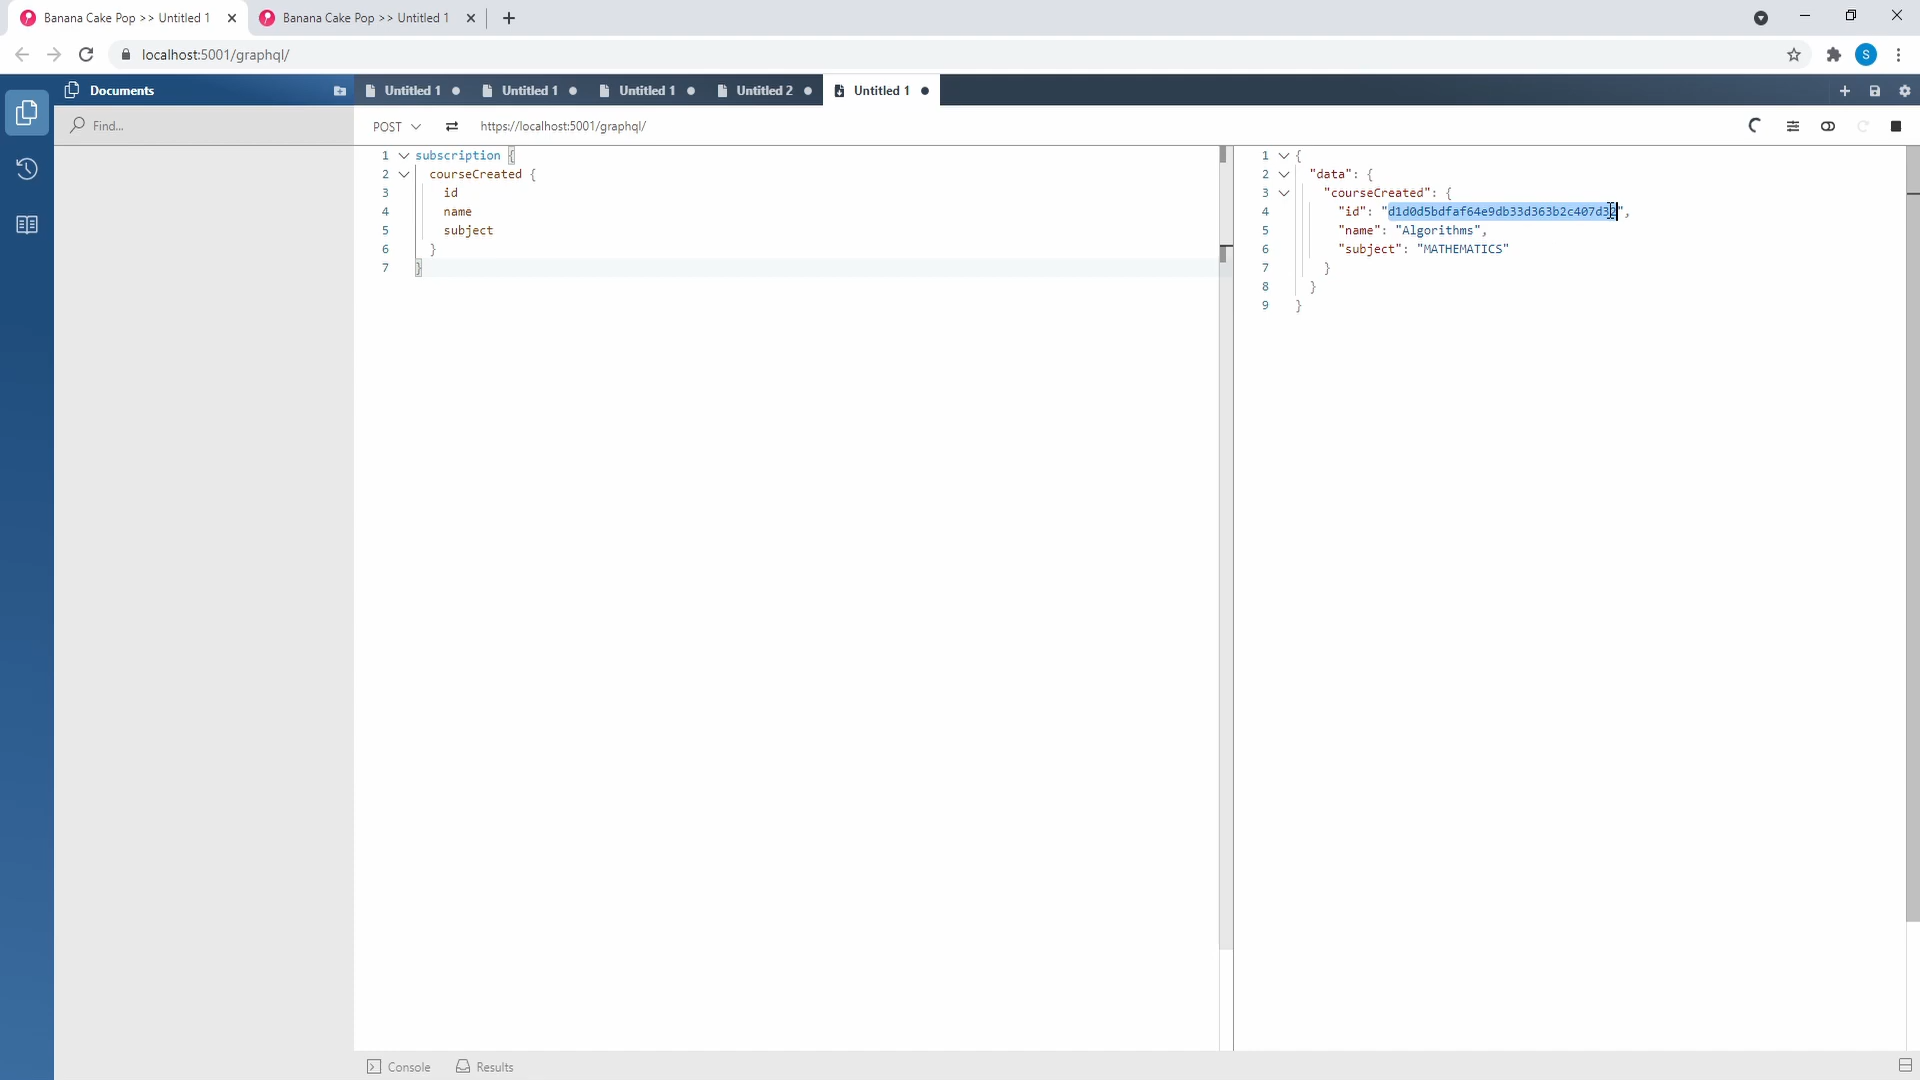 Banana Cake Pop >> Untitled 1
Banana Cake Pop >> Untitled 1
localhost:5001/graphql/
S
Documents
Untitled 1
Untitled 1
Untitled 1
Untitled 2
Untitled 1
Find...
POST
https://localhost:5001/graphql/
1 subscription {
2 courseCreated {
3 id
4 name
5 subject
6 }
7 }
1 {
2 "data": {
3 "courseCreated": {
4 "id": "d1d0d5bdfaf64e9db33d363b2c407d32",
5 "name": "Algorithms",
6 "subject": "MATHEMATICS"
7 }
8 }
9 }
Console
Results